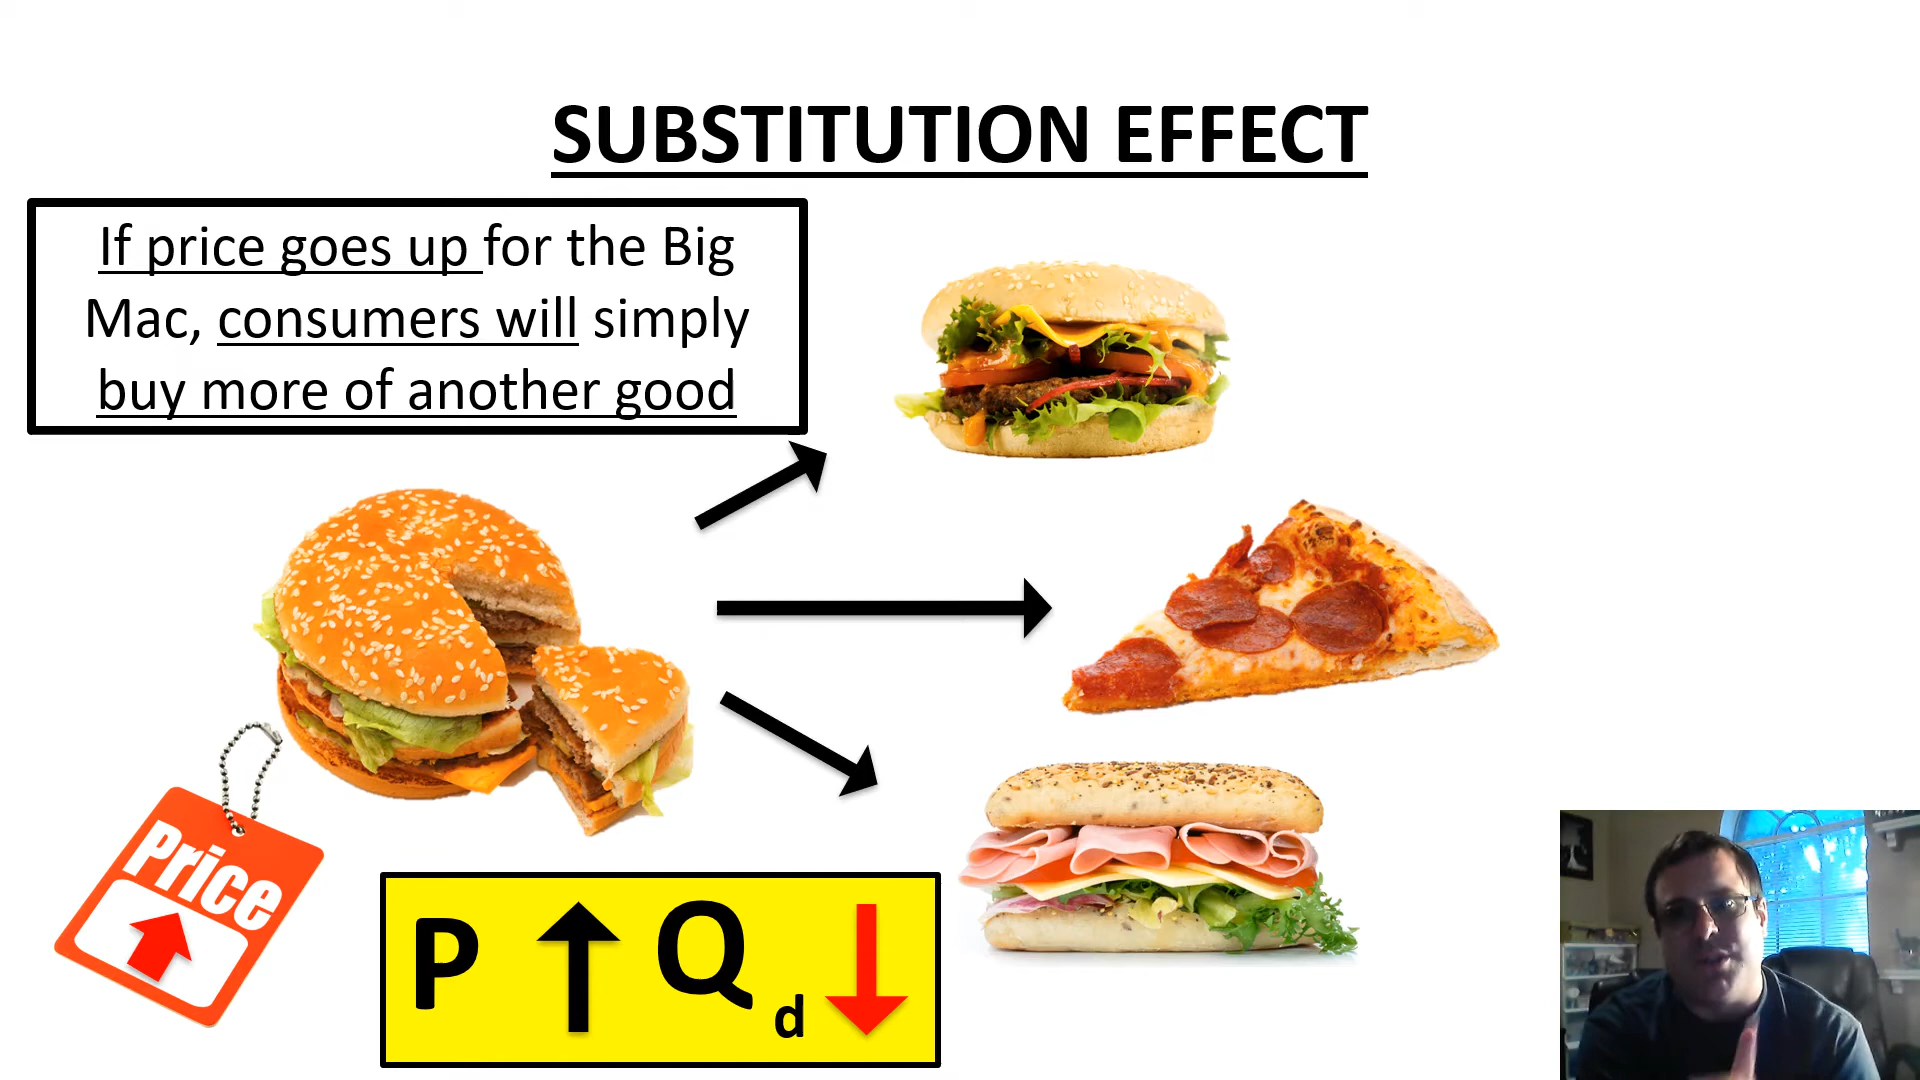 SUBSTITUTION EFFECT
If price goes up for the Big
Mac, consumers will simply
buy more of another good
Price
P Qd